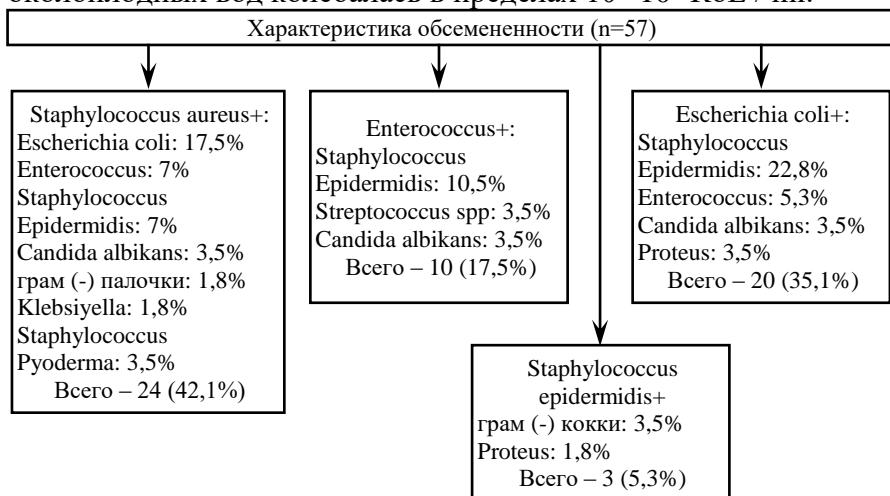 Характеристика обсемененности (n=57)
Staphylococcus aureus+:
Escherichia coli: 17,5%
Enterococcus: 7%
Staphylococcus
Epidermidis: 7%
Candida albikans: 3,5%
грам (-) палочки: 1,8%
Klebsiyella: 1,8%
Staphylococcus
Pyoderma: 3,5%
Всего – 24 (42,1%)
Enterococcus+:
Staphylococcus
Epidermidis: 10,5%
Streptococcus spp: 3,5%
Candida albikans: 3,5%
Всего – 10 (17,5%)
Escherichia coli+:
Staphylococcus
Epidermidis: 22,8%
Enterococcus: 5,3%
Candida albikans: 3,5%
Proteus: 3,5%
Всего – 20 (35,1%)
Staphylococcus
epidermidis+
грам (-) кокки: 3,5%
Proteus: 1,8%
Всего – 3 (5,3%)